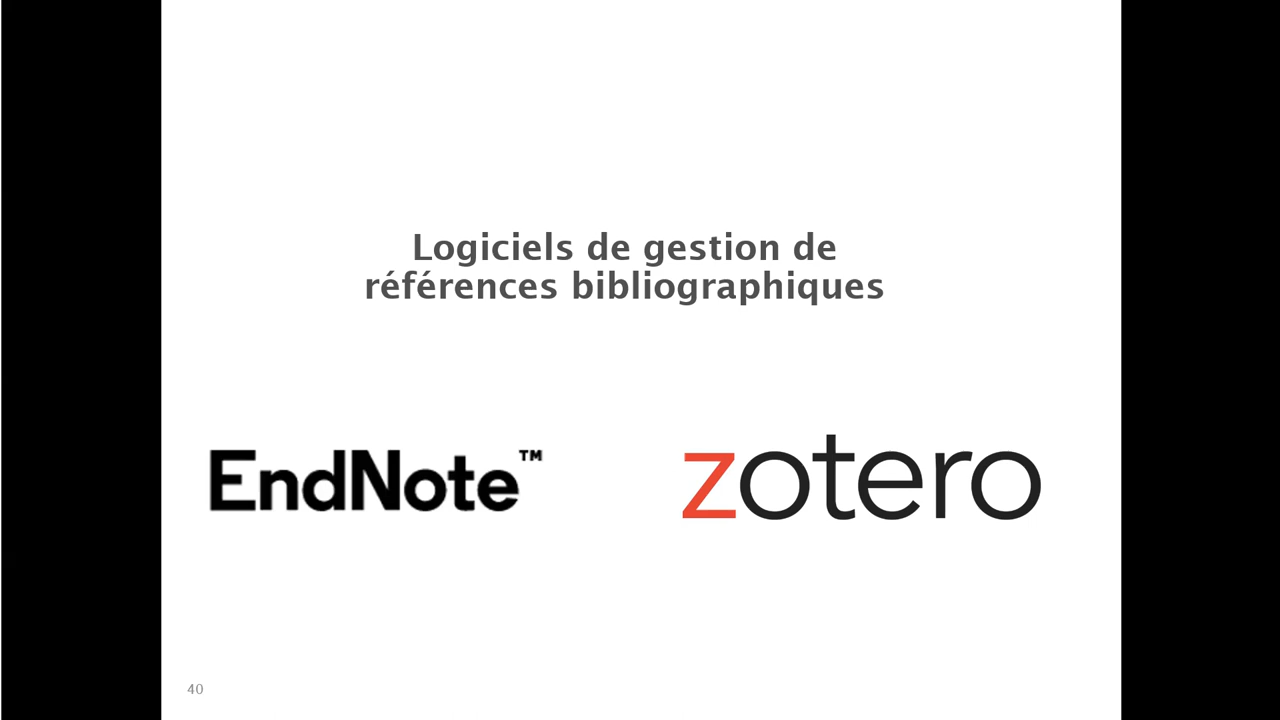 Logiciels de gestion de
références bibliographiques
EndNote™
zotero
40